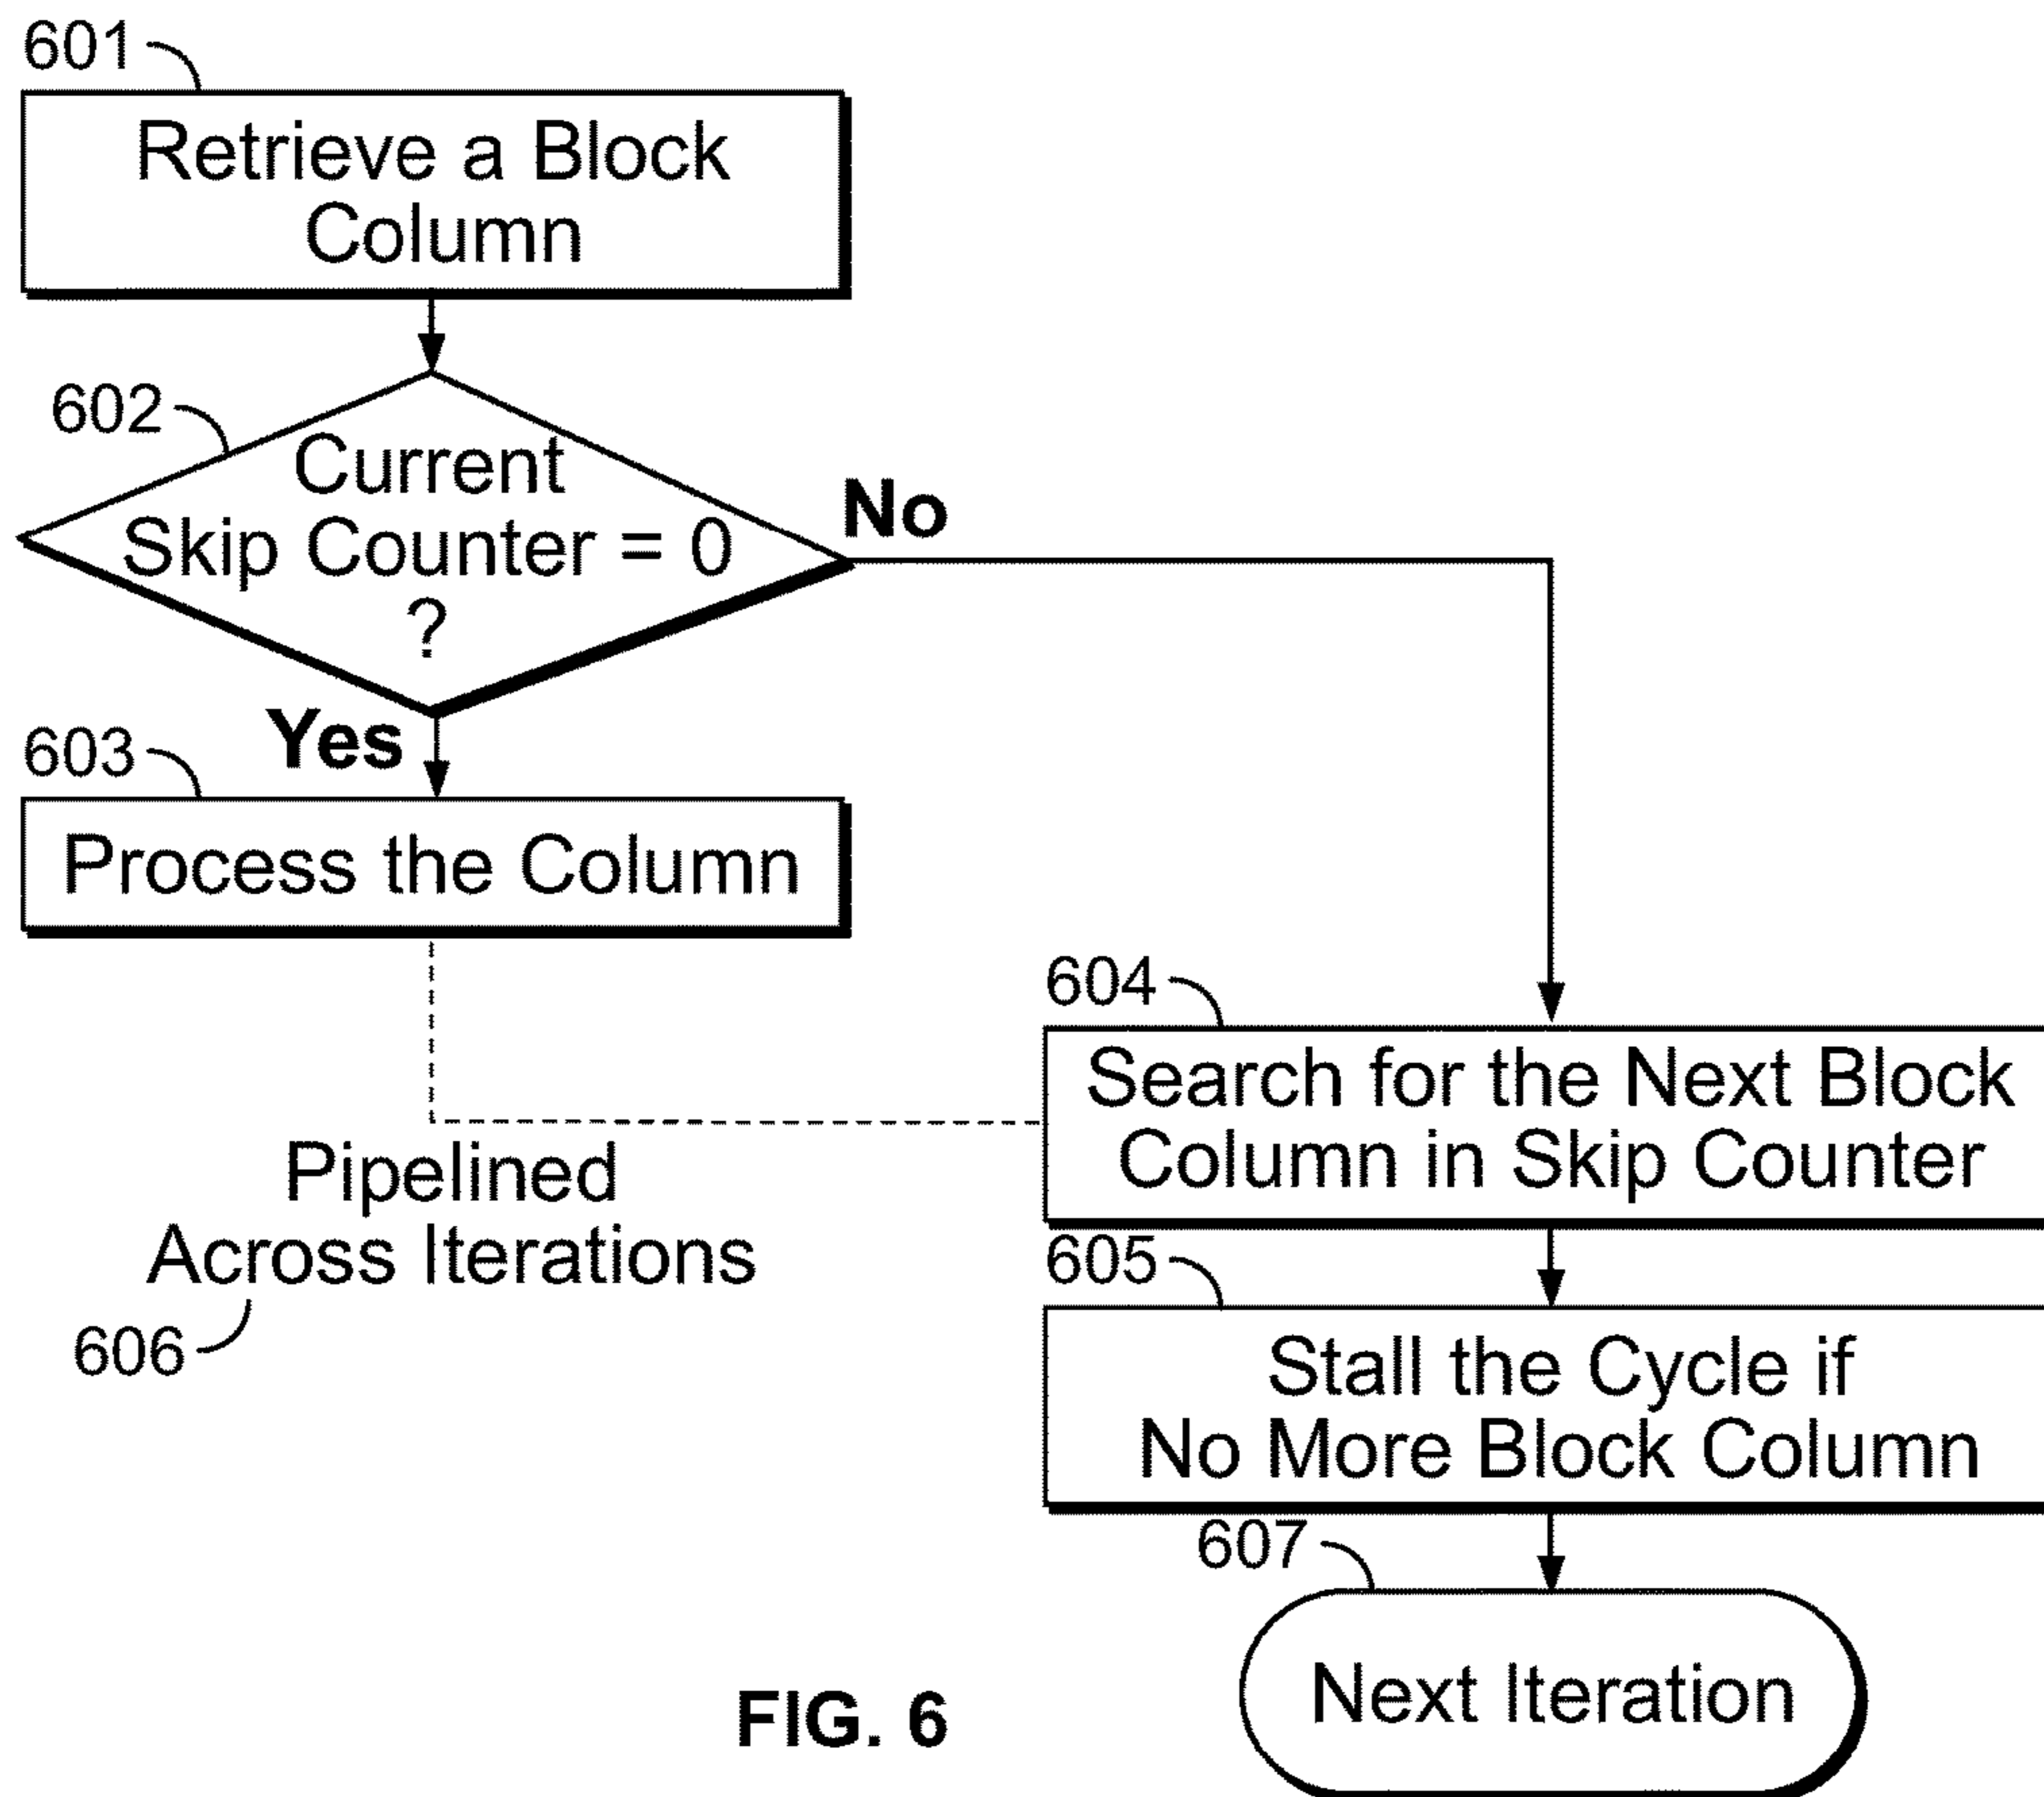 601
Retrieve a Block
Column
602
Current
Skip Counter = 0
?
No
Yes
603
Process the Column
604
Search for the Next Block
Column in Skip Counter
Pipelined
Across Iterations
606
605
Stall the Cycle if
No More Block Column
607
Next Iteration
FIG. 6